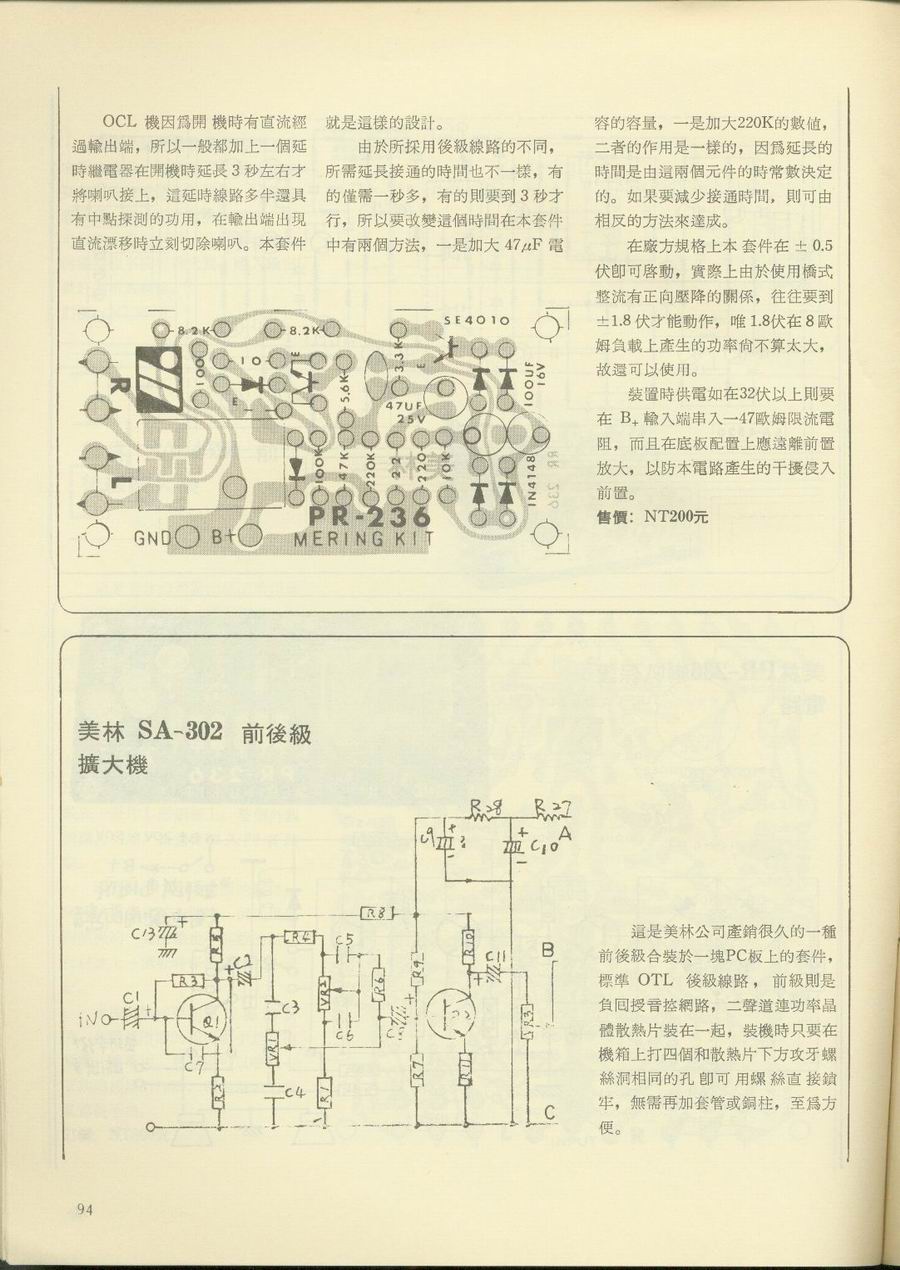 OCL 機因爲開 機時有直流經
過輸出端，所以一般都加上一個延
時繼電器在開機時延長 3 秒左右才
將喇叭接上，這延時線路多半還具
有中點探測的功用，在輸出端出現
直流漂移時立刻切除喇叭。本套件
就是這樣的設計。
由於所採用後級線路的不同，
所需延長接通的時間也不一樣，有
的僅需一秒多，有的則要到 3 秒才
行，所以要改變這個時間在本套件
中有兩個方法，一是加大 47μF 電
容的容量，一是加大220K的數値，
二者的作用是一樣的，因爲延長的
時間是由這兩個元件的時常數決定
的。如果要減少接通時間，則可由
相反的方法來達成。
在廠方規格上本 套件在 ± 0.5
伏卽可啓動，實際上由於使用橋式
整流有正向壓降的關係，往往要到
±1.8 伏才能動作，唯 1.8伏在 8 歐
姆負載上產生的功率尙不算太大，
故還可以使用。
裝置時供電如在32伏以上則要
在 B+ 輸入端串入一47歐姆限流電
阻，而且在底板配置上應遠離前置
放大，以防本電路產生的干擾侵入
前置。
售價：NT200元
8.2K
8.2K
SE4010
R
100
10
E
E
5.6K
3.3K
E
47UF
25V
100UF
16V
L
100K
47K
220K
22
220
10K
1N4148
PR-236
GND
B+
MERING KIT
美林 SA-302 前後級
擴大機
R28
R27
A
C9
C10
R8
C13
R5
R4
C5
R10
C11
B
R3
C1
iN
C2
C3
VR2
R6
R9
C5
C7
VR1
R2
C4
R1
R7
R11
R13
C
這是美林公司產銷很久的一種
前後級合裝於一塊PC板上的套件，
標準 OTL 後級線路，前級則是
負囘授音控網路，二聲道連功率晶
體散熱片裝在一起，裝機時只要在
機箱上打四個和散熱片下方攻牙螺
絲洞相同的孔 卽可 用螺 絲直 接鎖
牢，無需再加套管或銅柱，至爲方
便。
94